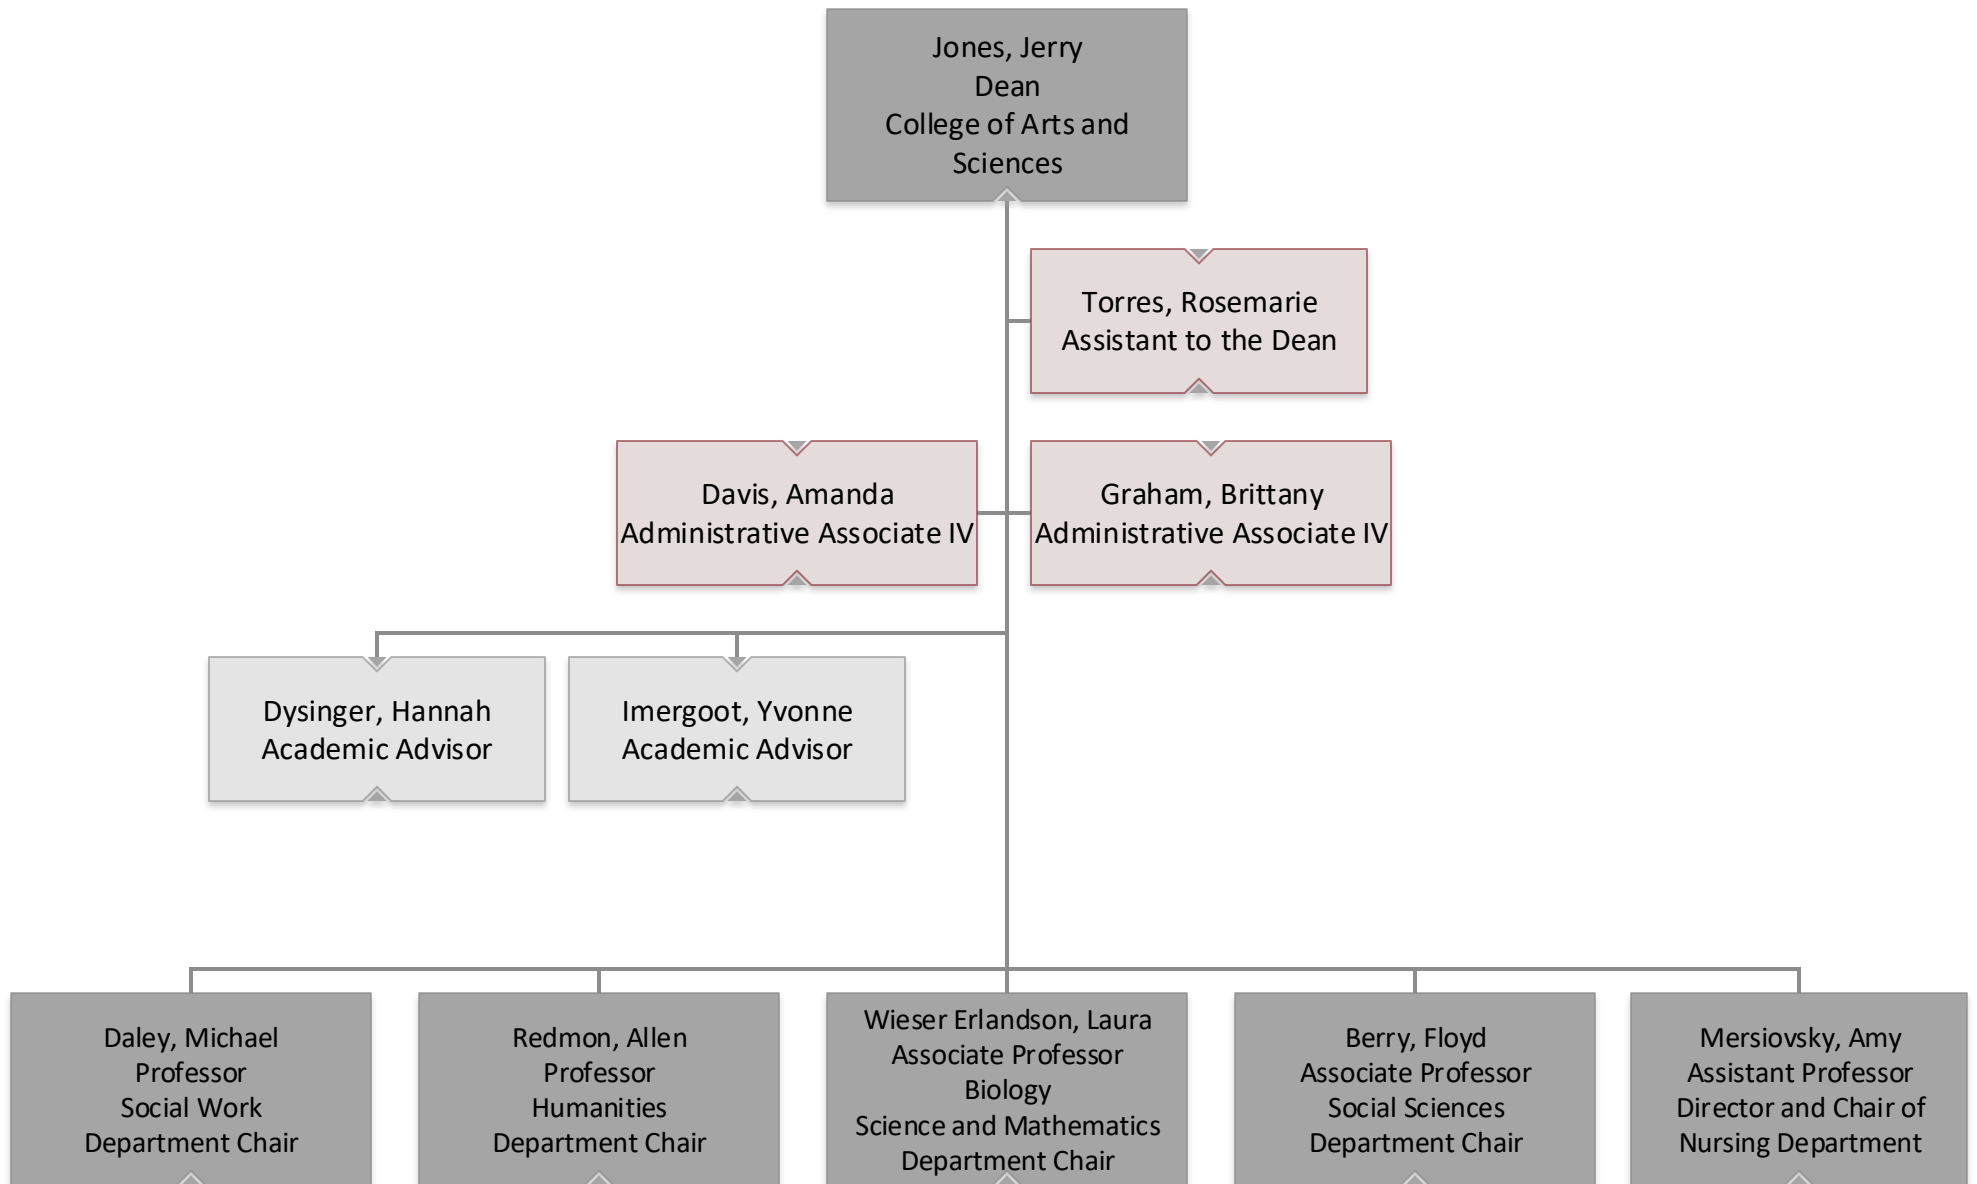 Jones, Jerry
Dean
College of Arts and
Sciences
Torres, Rosemarie
Assistant to the Dean
Davis, Amanda
Administrative Associate IV
Graham, Brittany
Administrative Associate IV
Dysinger, Hannah
Academic Advisor
Imergoot, Yvonne
Academic Advisor
Daley, Michael
Professor
Social Work
Department Chair
Redmon, Allen
Professor
Humanities
Department Chair
Wieser Erlandson, Laura
Associate Professor
Biology
Science and Mathematics
Department Chair
Berry, Floyd
Associate Professor
Social Sciences
Department Chair
Mersiovsky, Amy
Assistant Professor
Director and Chair of
Nursing Department